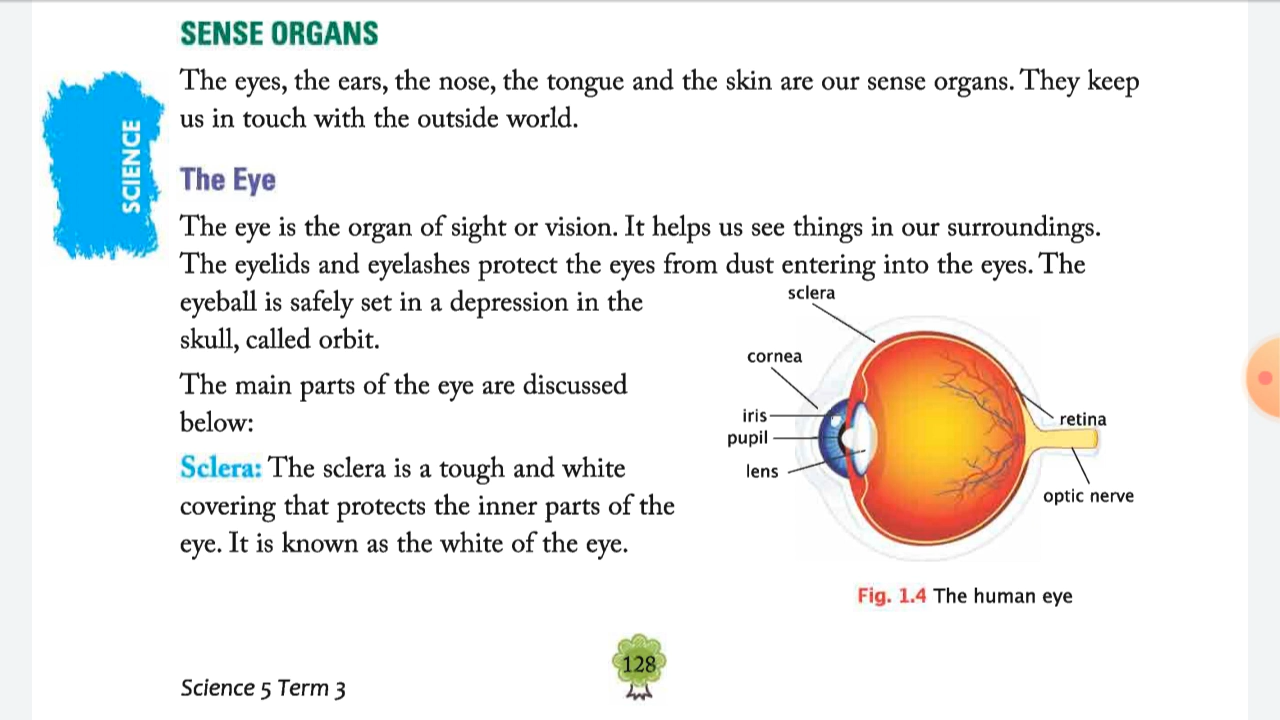 SENSE ORGANS
The eyes, the ears, the nose, the tongue and the skin are our sense organs. They keep
us in touch with the outside world.
SCIENCE
The Eye
The eye is the organ of sight or vision. It helps us see things in our surroundings.
The eyelids and eyelashes protect the eyes from dust entering into the eyes. The
eyeball is safely set in a depression in the
skull, called orbit.
The main parts of the eye are discussed
below:
Sclera: The sclera is a tough and white
covering that protects the inner parts of the
eye. It is known as the white of the eye.
sclera
cornea
iris
pupil
lens
retina
optic nerve
Fig. 1.4 The human eye
128
Science 5 Term 3